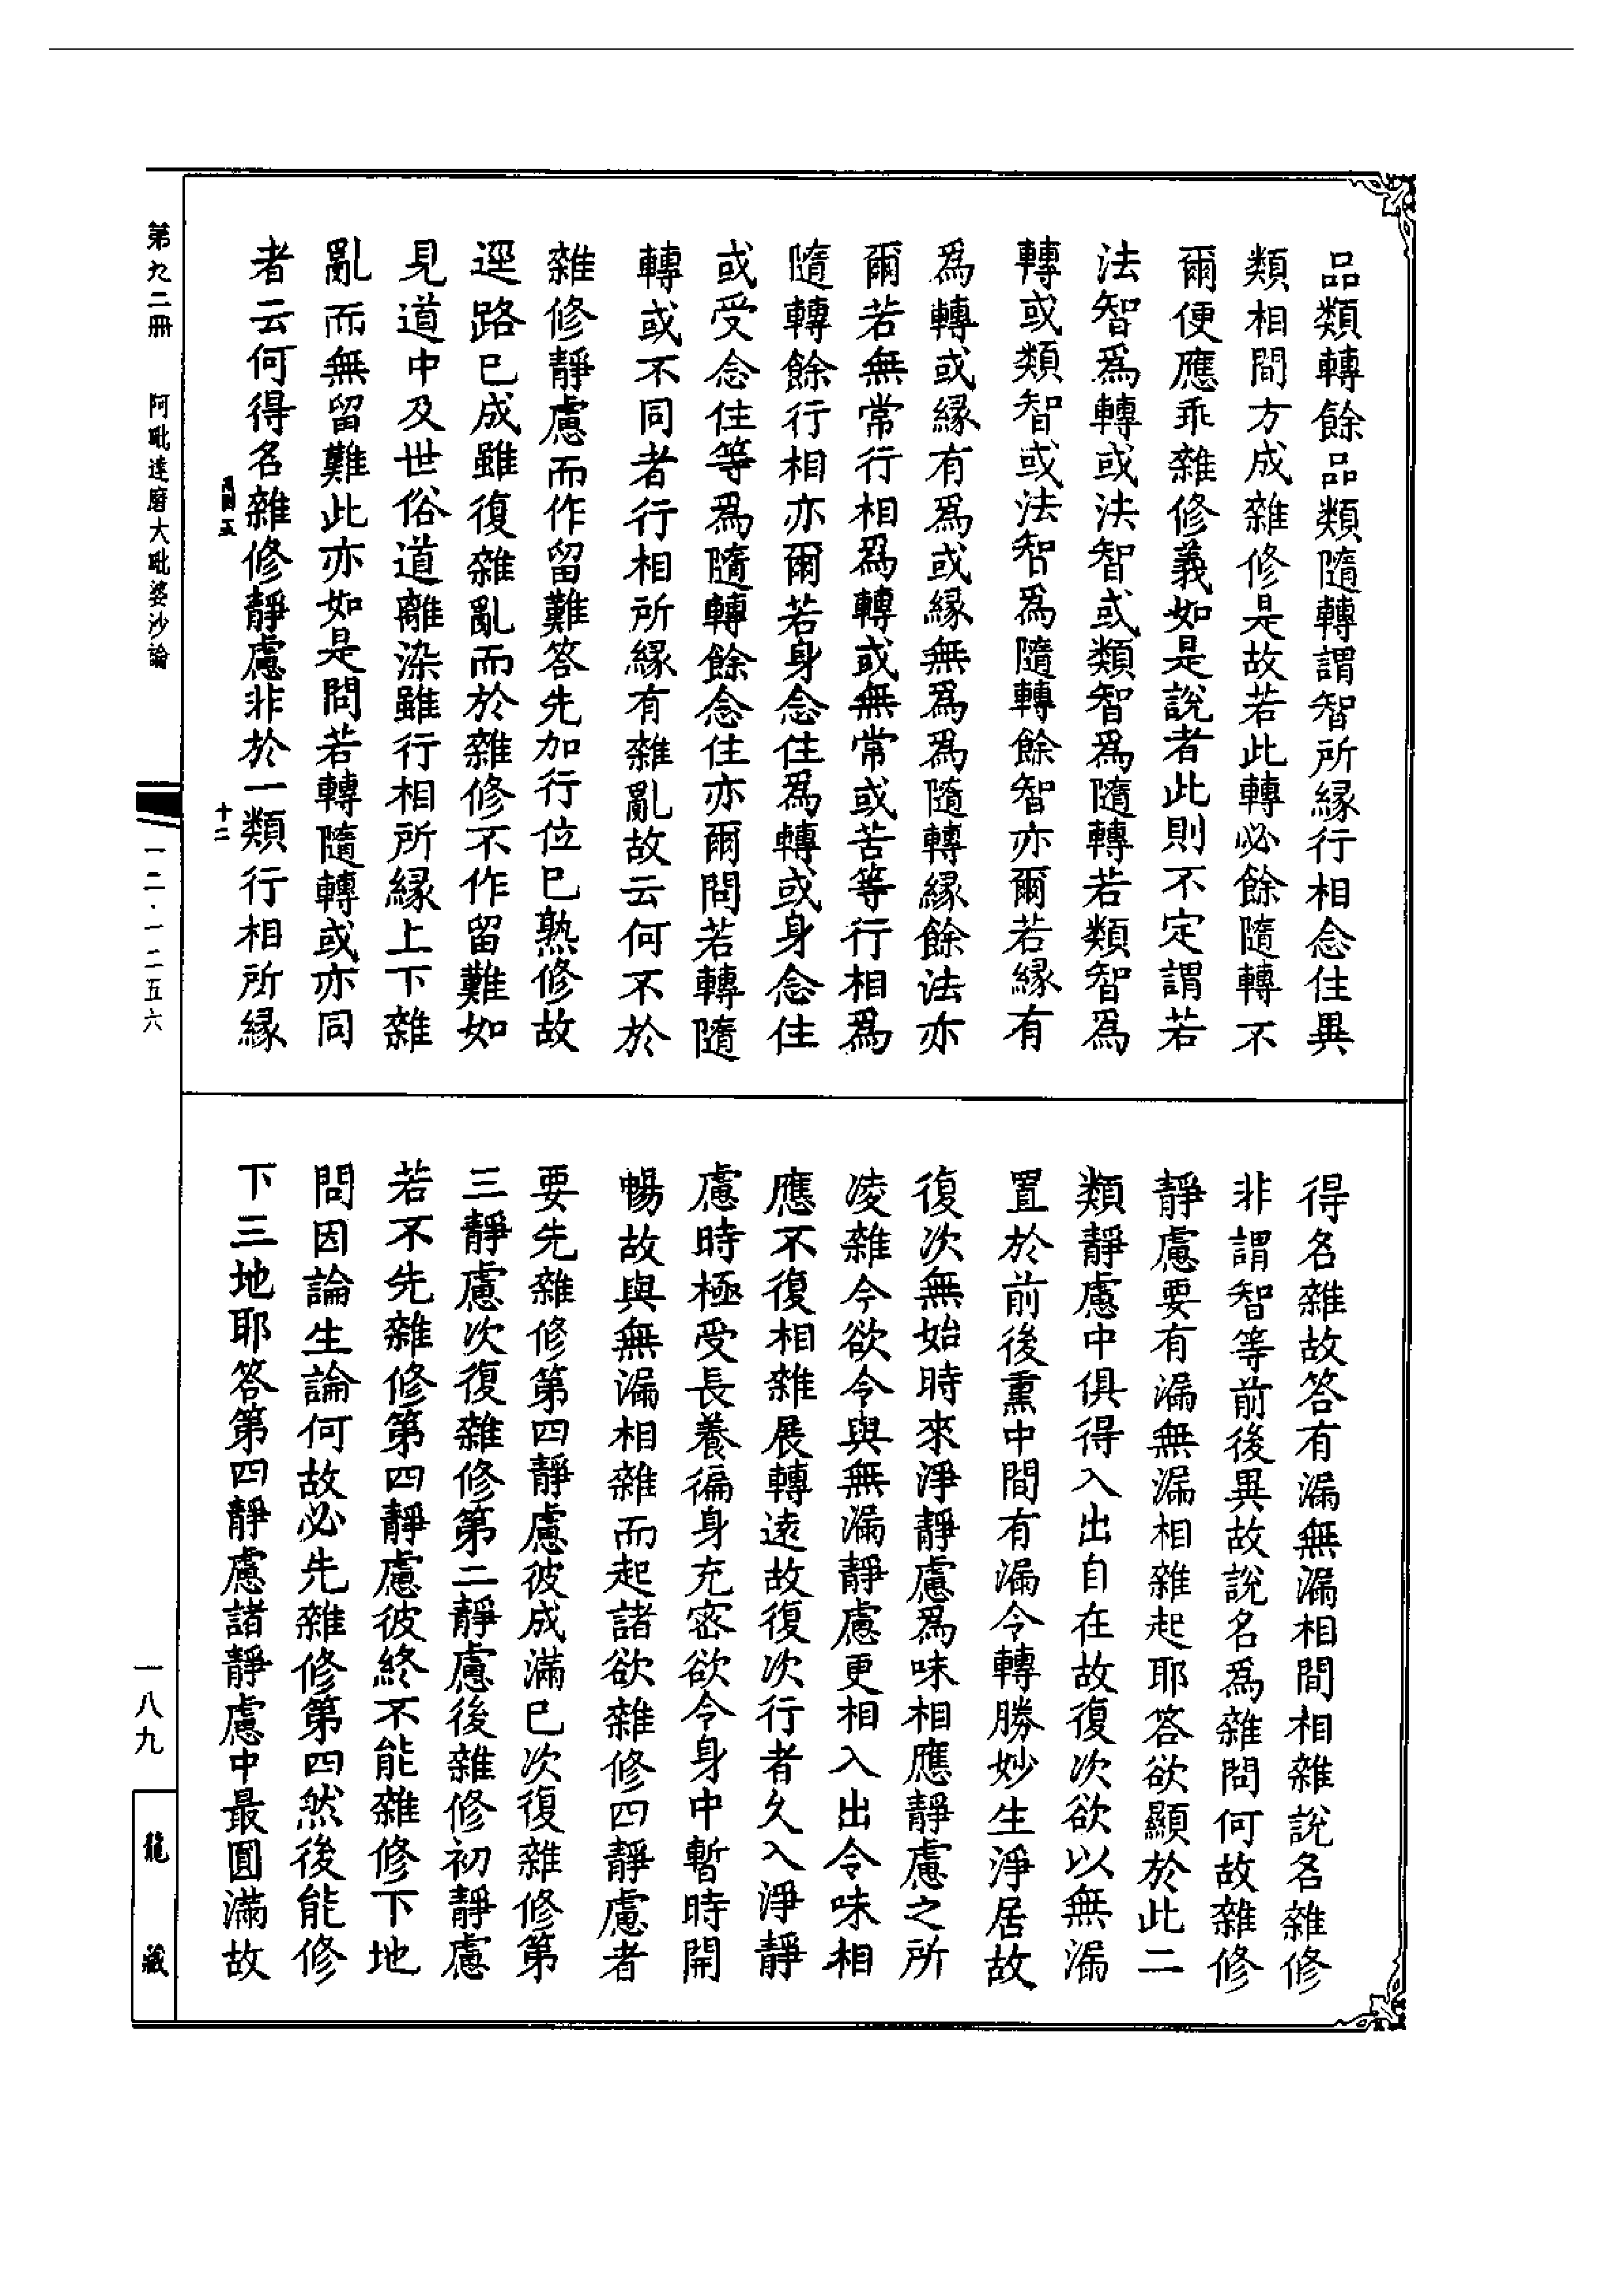 品類轉餘品類隨轉謂智所緣行相念住異
類相間方成雜修是故若此轉必餘隨轉不
爾便應乖雜修義如是說者此則不定謂若
法智爲轉或法智或類智爲隨轉若類智爲
轉或類智或法智爲隨轉餘智亦爾若緣有
爲轉或緣有爲或緣無爲爲隨轉緣餘法亦
爾若無常行相爲轉或無常或苦等行相爲
隨轉餘行相亦爾若身念住爲轉或身念住
或受念住等爲隨轉餘念住亦爾問若轉隨
轉或不同者行相所緣有雜亂故云何不於
雜修靜慮而作留難答先加行位已熟修故
逕路已成雖復雜亂而於雜修不作留難如
見道中及世俗道離染雖行相所緣上下雜
亂而無留難此亦如是問若轉隨轉或亦同
者云何得名雜修靜慮非於一類行相所緣
得名雜故答有漏無漏相間相雜說名雜修
非謂智等前後異故說名爲雜問何故雜修
靜慮要有漏無漏相雜起耶答欲顯於此二
類靜慮中俱得入出自在故復次欲以無漏
置於前後熏中間有漏令轉勝妙生淨居故
復次無始時來淨靜慮爲味相應靜慮之所
凌雜今欲令與無漏靜慮更相入出令味相
應不復相雜展轉遠故復次行者久入淨靜
慮時極受長養徧身充密欲令身中暫時開
暢故與無漏相雜而起諸欲雜修四靜慮者
要先雜修第四靜慮彼成滿已次復雜修第
三靜慮次復雜修第二靜慮後雜修初靜慮
若不先雜修第四靜慮彼終不能雜修下地
問因論生論何故必先雜修第四然後能修
下三地耶答第四靜慮諸靜慮中最圓滿故
十二
第九二冊 阿毗達磨大毗婆沙論
一二·一二五六
一八九
龍藏